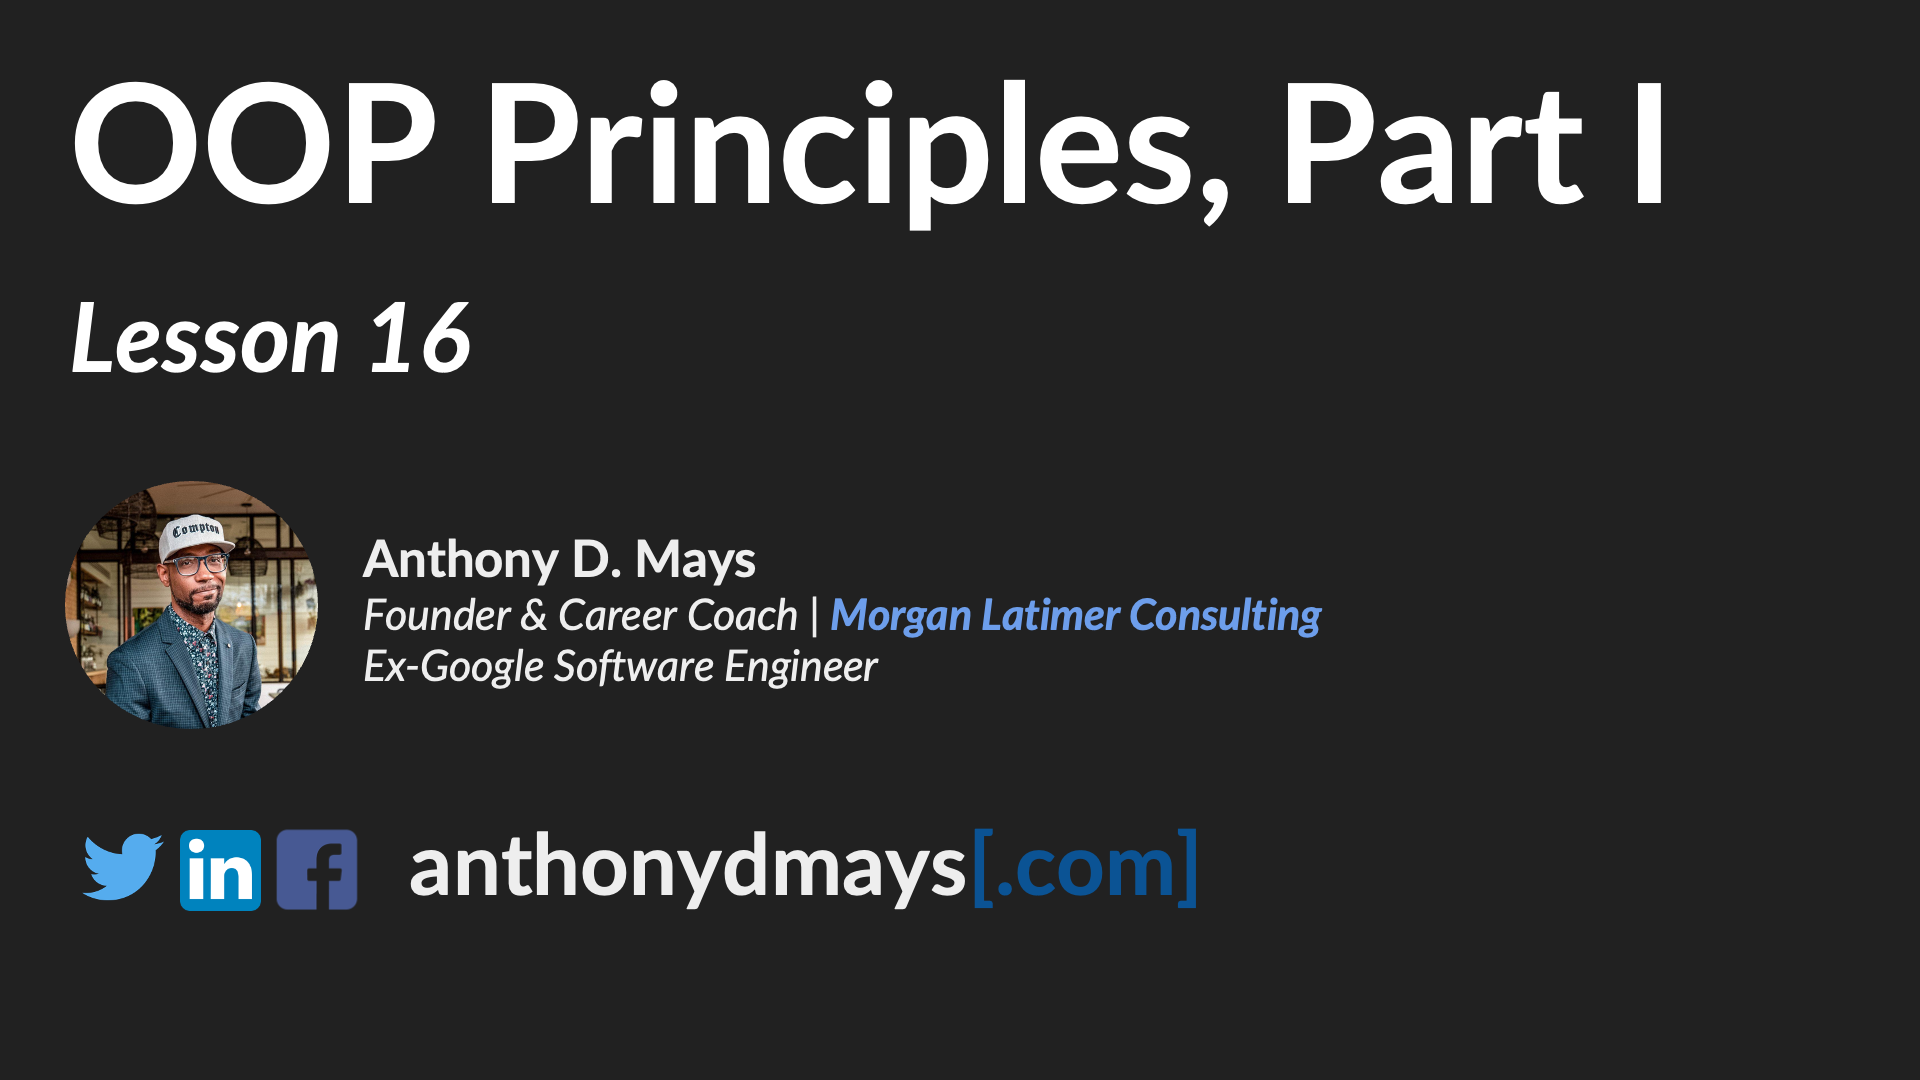 OOP Principles, Part I
Lesson 16
Compton
Anthony D. Mays
Founder & Career Coach | Morgan Latimer Consulting
Ex-Google Software Engineer
in f anthonydmays[.com]